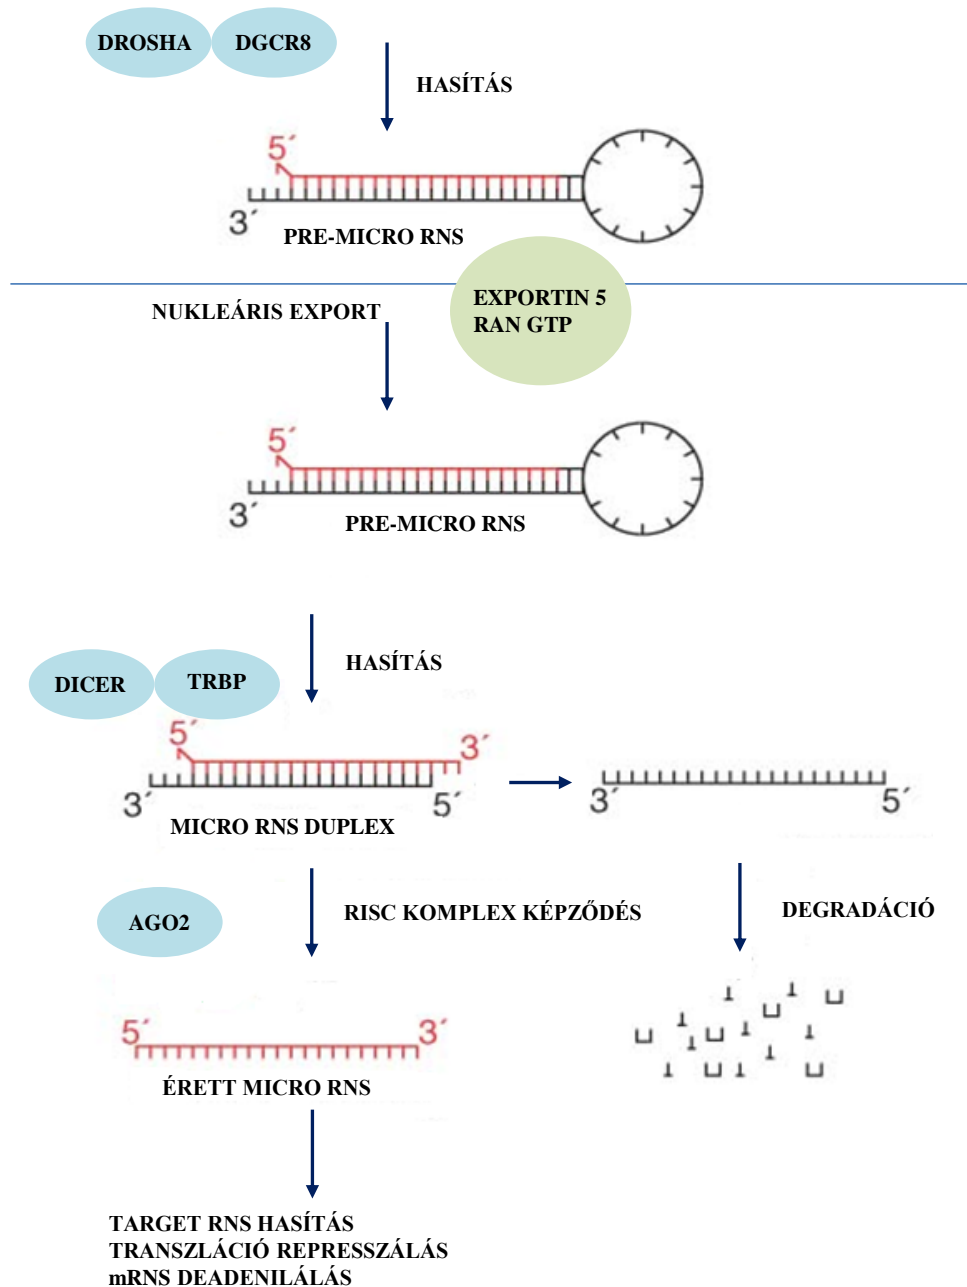 DROSHA DGCR8
HASÍTÁS
5´
3´
PRE-MICRO RNS
NUKLEÁRIS EXPORT
EXPORTIN 5
RAN GTP
5´
3´
PRE-MICRO RNS
HASÍTÁS
DICER TRBP
5´ 3´
3´ 5´
MICRO RNS DUPLEX
3´ 5´
AGO2
RISC KOMPLEX KÉPZŐDÉS
DEGRADÁCIÓ
5´ 3´
ÉRETT MICRO RNS
TARGET RNS HASÍTÁS
TRANSZLÁCIÓ REPRESSZÁLÁS
mRNS DEADENILÁLÁS